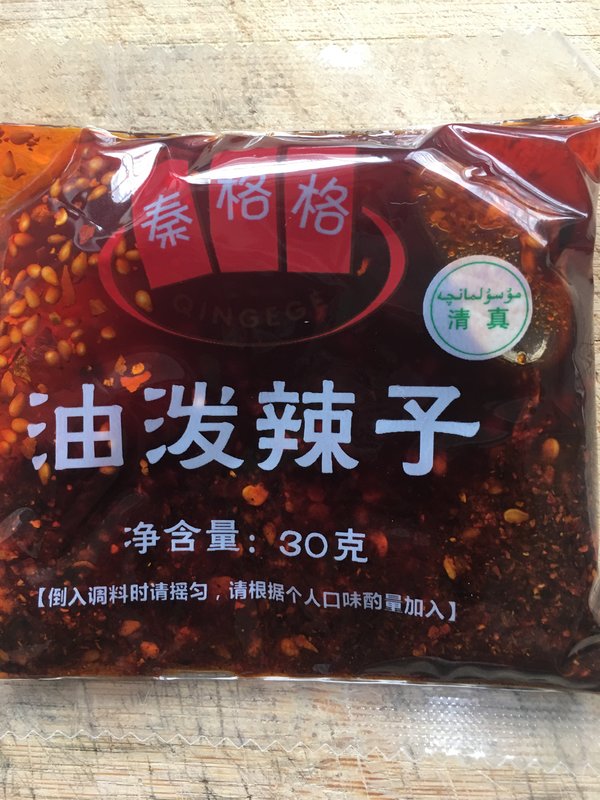 秦格格
QINGEGE
مۇسۇلمانچە
清真
油泼辣子
净含量：30克
【倒入调料时请摇匀，请根据个人口味酌量加入】